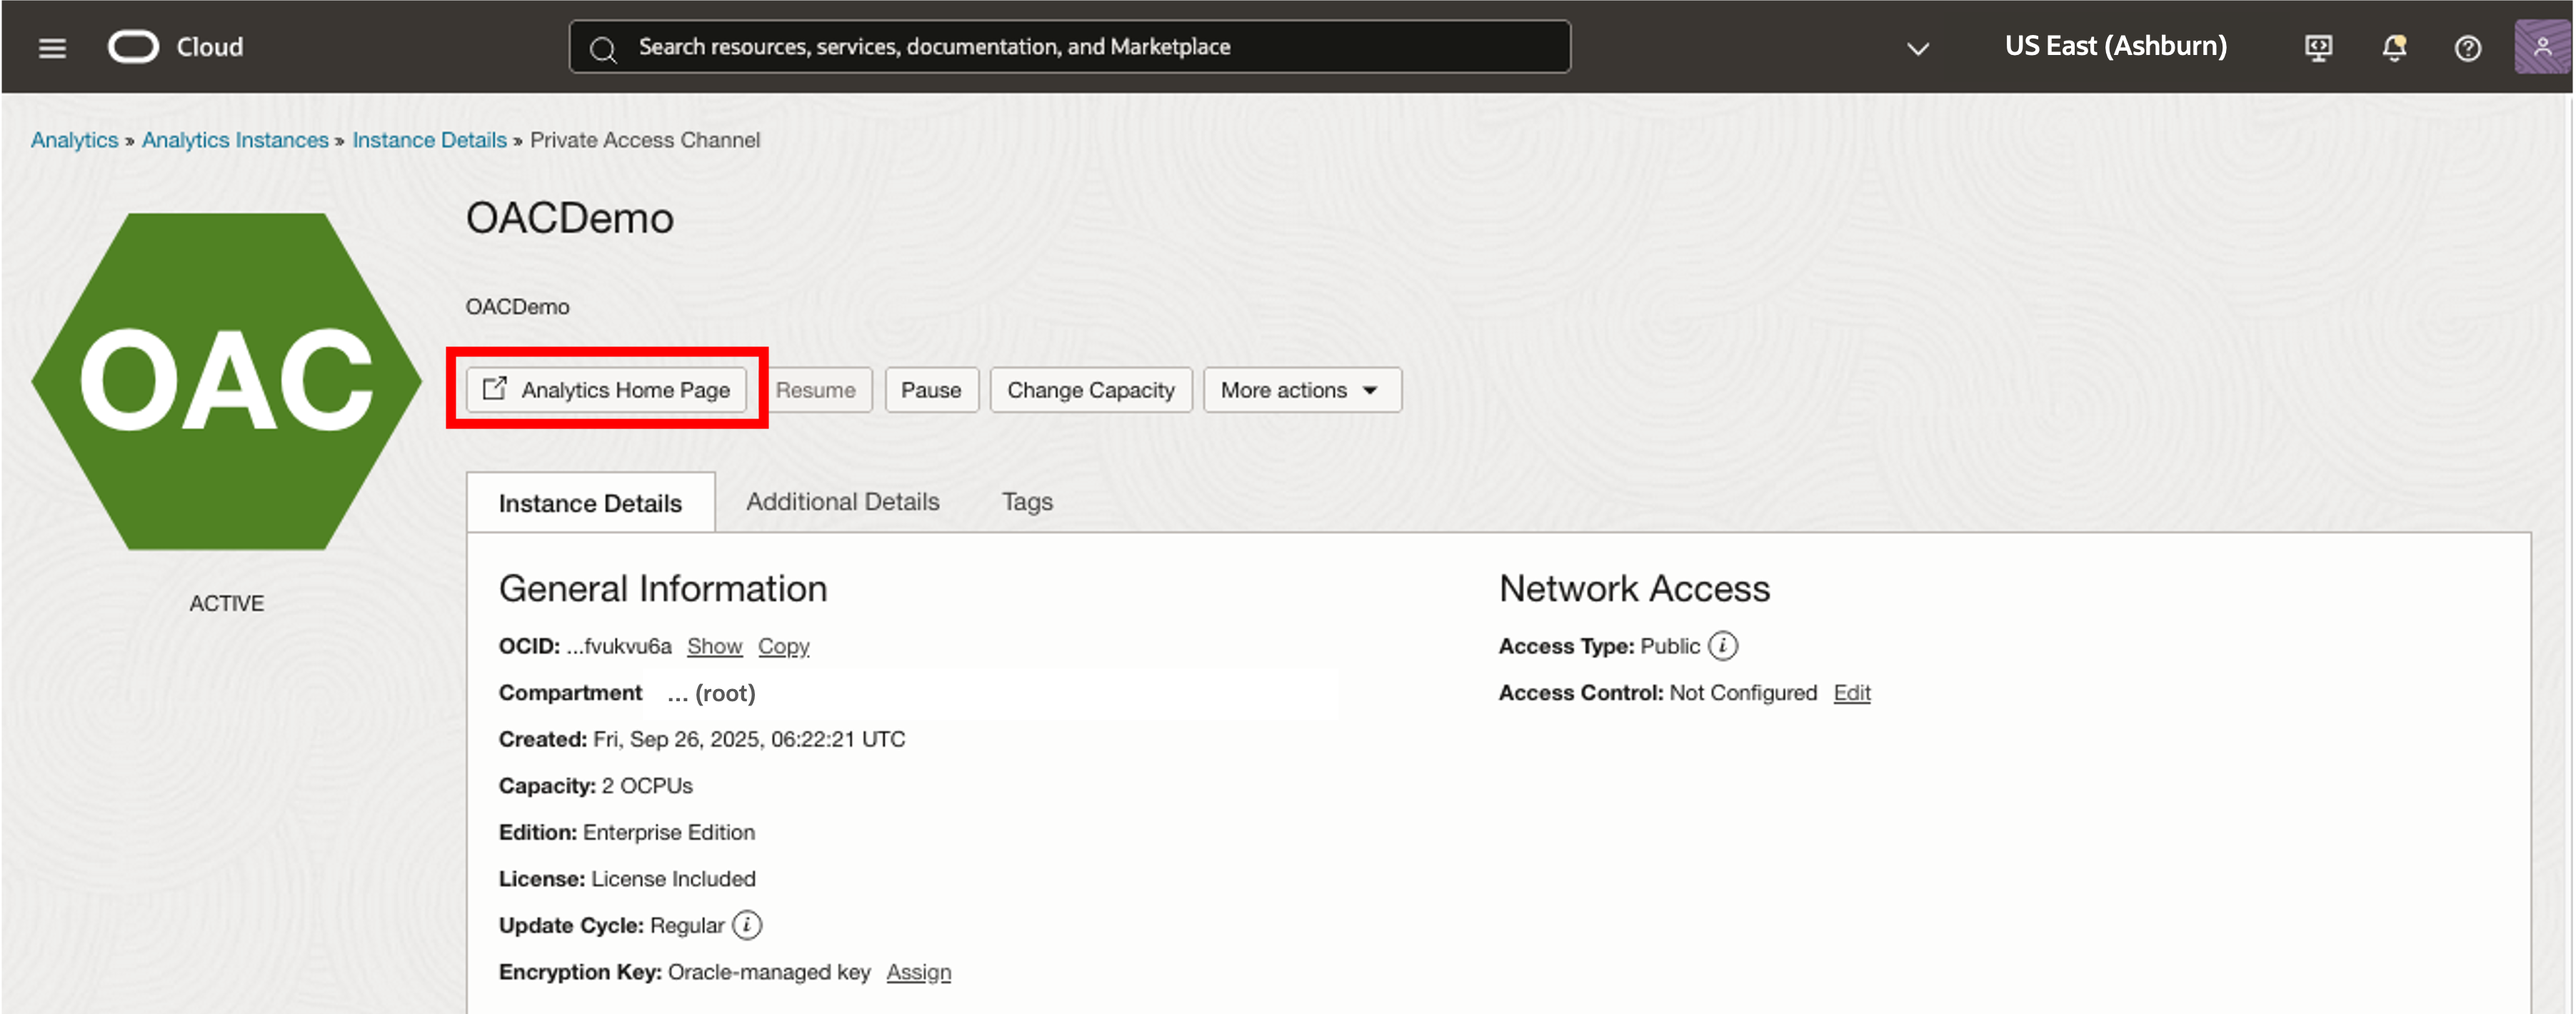 Cloud
Search resources, services, documentation, and Marketplace
US East (Ashburn)
Analytics » Analytics Instances » Instance Details » Private Access Channel
OAC
ACTIVE
OACDemo
OACDemo
Analytics Home Page Resume Pause Change Capacity More actions
Instance Details Additional Details Tags
General Information
OCID: ...fvukvu6a Show Copy
Compartment ... (root)
Created: Fri, Sep 26, 2025, 06:22:21 UTC
Capacity: 2 OCPUs
Edition: Enterprise Edition
License: License Included
Update Cycle: Regular
Encryption Key: Oracle-managed key Assign
Network Access
Access Type: Public
Access Control: Not Configured Edit